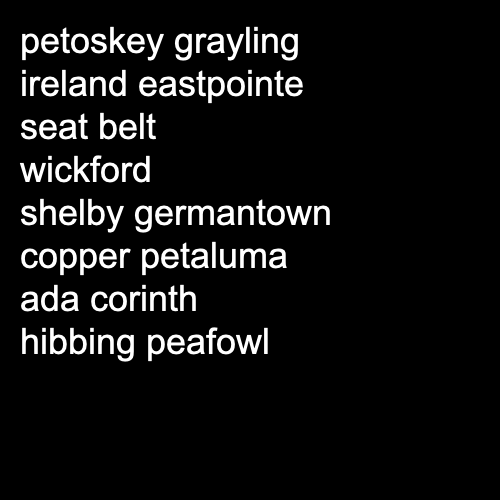 petoskey grayling
ireland eastpointe
seat belt
wickford
shelby germantown
copper petaluma
ada corinth
hibbing peafowl